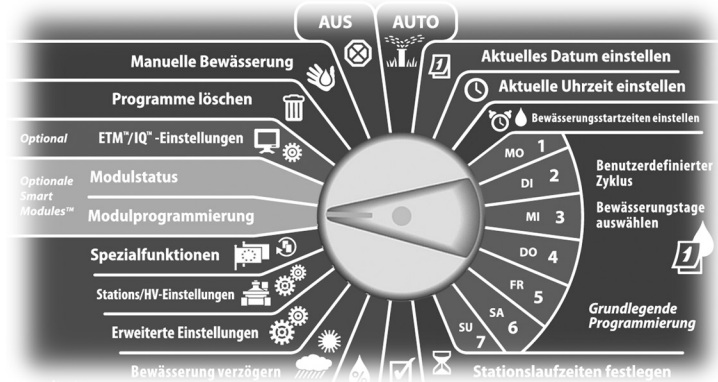 AUS
AUTO
Manuelle Bewässerung
Programme löschen
Optional
ETM™/IQ™ -Einstellungen
Optionale
Smart
Modules™
Modulstatus
Modulprogrammierung
Spezialfunktionen
Stations/HV-Einstellungen
Erweiterte Einstellungen
Bewässerung verzögern
%
Aktuelles Datum einstellen
1
Aktuelle Uhrzeit einstellen
Bewässerungsstartzeiten einstellen
MO 1
DI 2
MI 3
DO 4
FR 5
SA 6
SU 7
Benutzerdefinierter
Zyklus
Bewässerungstage
auswählen
1
Grundlegende
Programmierung
Stationslaufzeiten festlegen